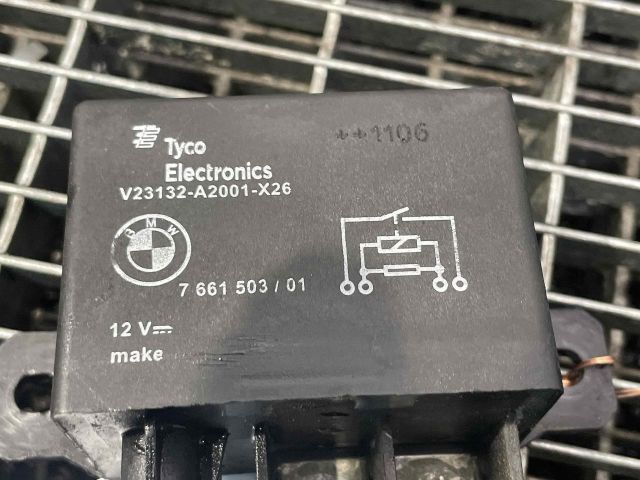 Tyco
Electronics
++1106
V23132-A2001-X26
BMW
7 661 503 / 01
12 V
make